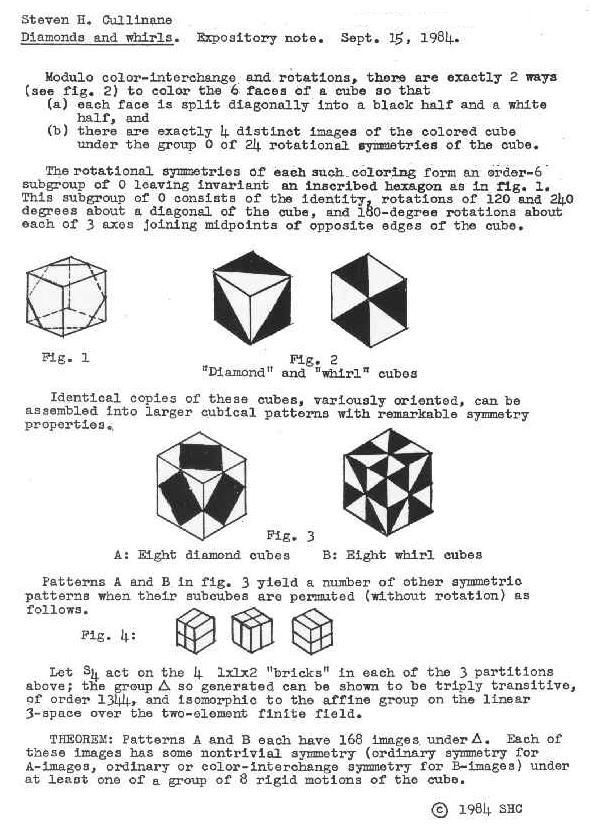 Steven H. Cullinane
Diamonds and whirls. Expository note. Sept. 15, 1984.
Modulo color-interchange and rotations, there are exactly 2 ways
(see fig. 2) to color the 6 faces of a cube so that
(a) each face is split diagonally into a black half and a white
half, and
(b) there are exactly 4 distinct images of the colored cube
under the group O of 24 rotational symmetries of the cube.
The rotational symmetries of each such coloring form an order-6
subgroup of O leaving invariant an inscribed hexagon as in fig. 1.
This subgroup of O consists of the identity, rotations of 120 and 240
degrees about a diagonal of the cube, and 180-degree rotations about
each of 3 axes joining midpoints of opposite edges of the cube.
Fig. 1
Fig. 2
"Diamond" and "whirl" cubes
Identical copies of these cubes, variously oriented, can be
assembled into larger cubical patterns with remarkable symmetry
properties.
Fig. 3
A: Eight diamond cubes B: Eight whirl cubes
Patterns A and B in fig. 3 yield a number of other symmetric
patterns when their subcubes are permuted (without rotation) as
follows.
Fig. 4:
Let S4 act on the 4 1x1x2 "bricks" in each of the 3 partitions
above; the group Δ so generated can be shown to be triply transitive,
of order 1344, and isomorphic to the affine group on the linear
3-space over the two-element finite field.
THEOREM: Patterns A and B each have 168 images under Δ. Each of
these images has some nontrivial symmetry (ordinary symmetry for
A-images, ordinary or color-interchange symmetry for B-images) under
at least one of a group of 8 rigid motions of the cube.
© 1984 SHC